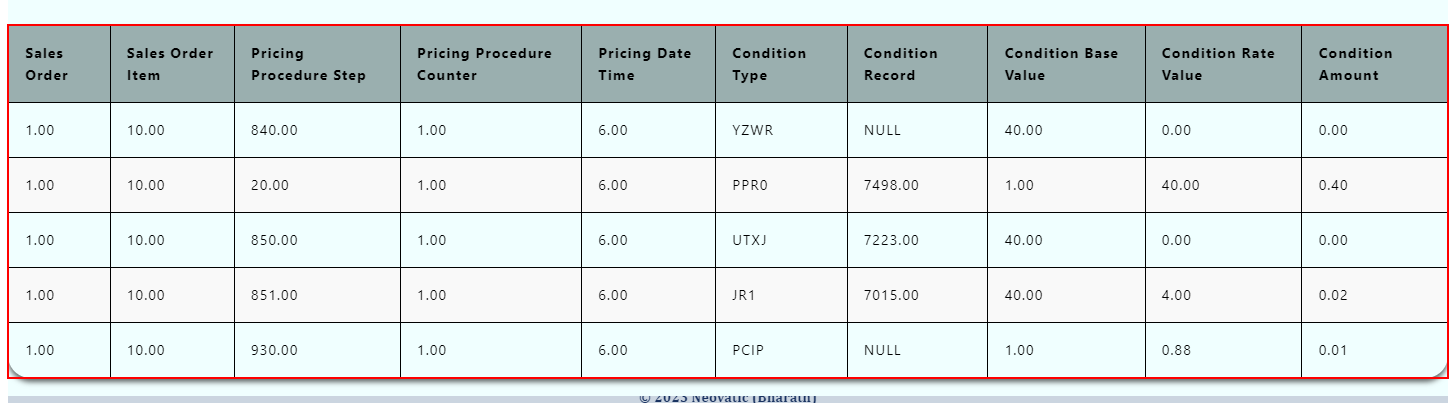 Sales Order | Sales Order Item | Pricing Procedure Step | Pricing Procedure Counter | Pricing Date Time | Condition Type | Condition Record | Condition Base Value | Condition Rate Value | Condition Amount
1.00 | 10.00 | 840.00 | 1.00 | 6.00 | YZWR | NULL | 40.00 | 0.00 | 0.00
1.00 | 10.00 | 20.00 | 1.00 | 6.00 | PPR0 | 7498.00 | 1.00 | 40.00 | 0.40
1.00 | 10.00 | 850.00 | 1.00 | 6.00 | UTXJ | 7223.00 | 40.00 | 0.00 | 0.00
1.00 | 10.00 | 851.00 | 1.00 | 6.00 | JR1 | 7015.00 | 40.00 | 4.00 | 0.02
1.00 | 10.00 | 930.00 | 1.00 | 6.00 | PCIP | NULL | 1.00 | 0.88 | 0.01
© 2023 Neovatic [Bharath]